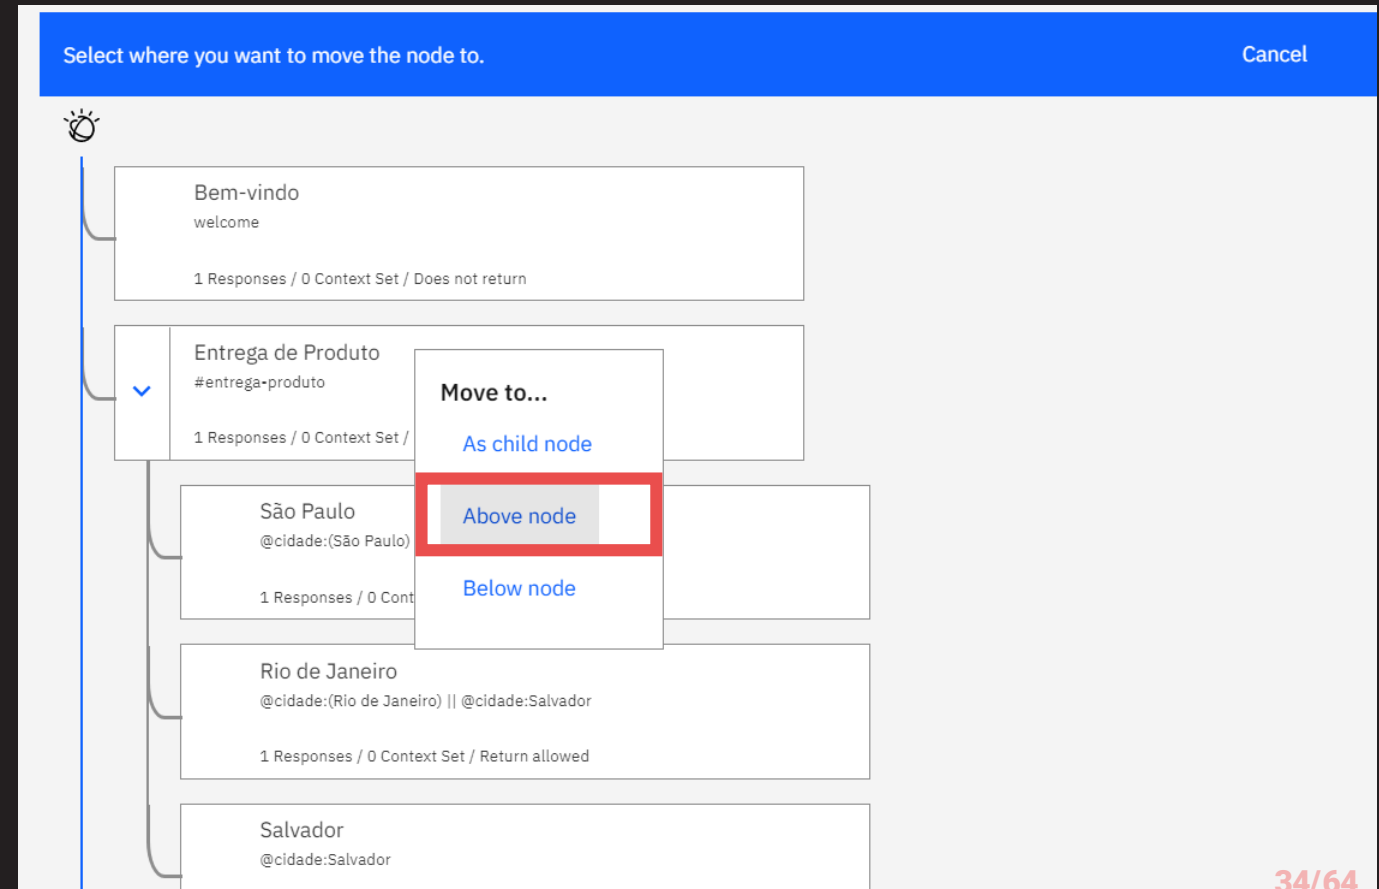 Select where you want to move the node to.
Cancel
Bem-vindo
welcome
1 Responses / 0 Context Set / Does not return
Entrega de Produto
#entrega-produto
1 Responses / 0 Context Set /
Move to...
As child node
Above node
Below node
São Paulo
@cidade:(São Paulo)
1 Responses / 0 Cont
Rio de Janeiro
@cidade:(Rio de Janeiro) || @cidade:Salvador
1 Responses / 0 Context Set / Return allowed
Salvador
@cidade:Salvador
34/64